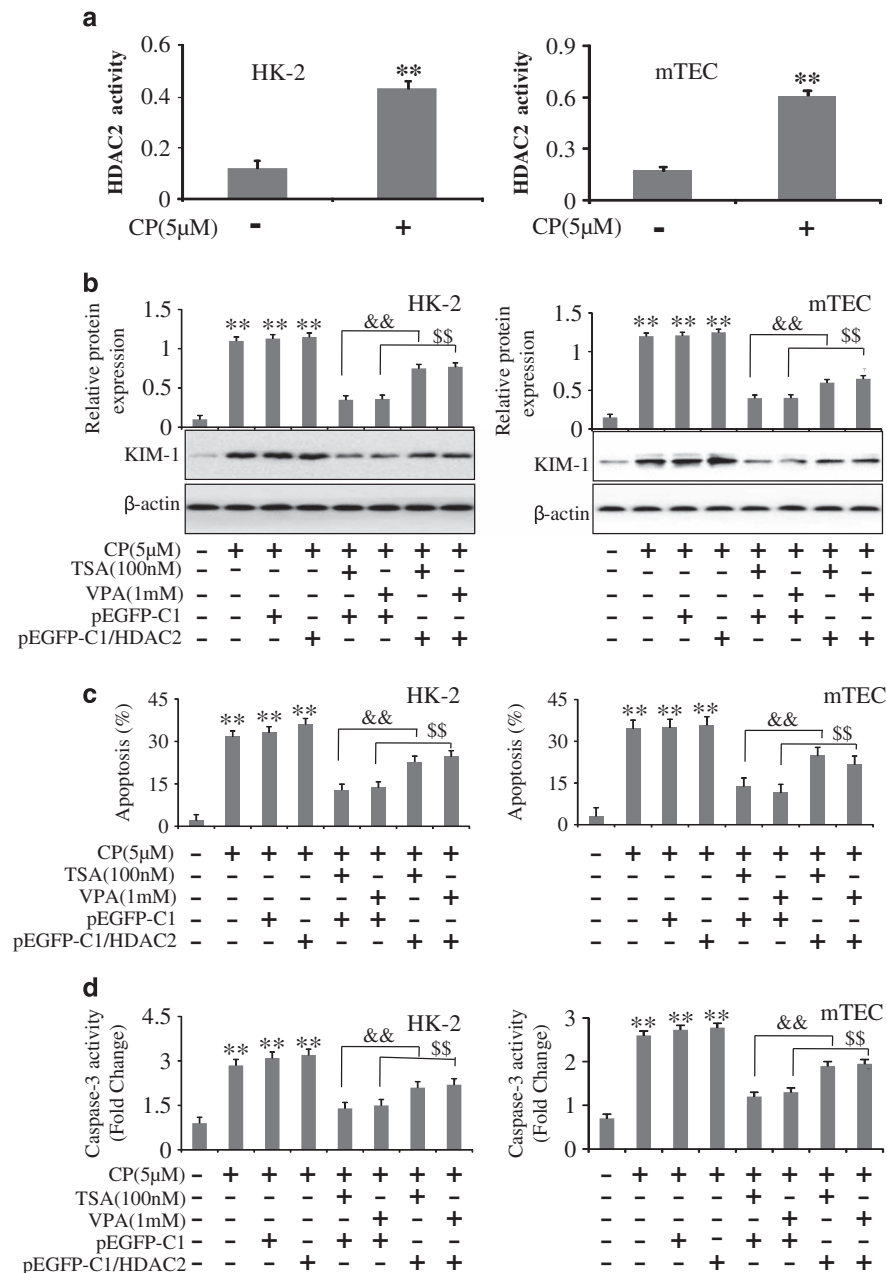 a
HK-2
HDAC2 activity
0.6
0.4
0.2
0
**
CP(5μM) - +
mTEC
HDAC2 activity
0.9
0.6
0.3
0
**
CP(5μM) - +
b
HK-2
Relative protein
expression
1.5
1
0.5
0
** ** ** && $$
KIM-1
β-actin
CP(5μM) – + + + + + + +
TSA(100nM) – – – – + – + –
VPA(1mM) – – – – – + – +
pEGFP-C1 – – + – + + – –
pEGFP-C1/HDAC2 – – – + – – + +
mTEC
Relative protein
expression
1.5
1
0.5
0
** ** ** && $$
KIM-1
β-actin
– + + + + + + +
– – – – + – + –
– – – – – + – +
– – + – + + – –
– – – + – – + +
c
HK-2
Apoptosis (%)
45
30
15
0
** ** ** && $$
CP(5μM) – + + + + + + +
TSA(100nM) – – – – + – + –
VPA(1mM) – – – – – + – +
pEGFP-C1 – – + – + + – –
pEGFP-C1/HDAC2 – – – + – – + +
mTEC
Apoptosis (%)
45
30
15
0
** ** ** && $$
– + + + + + + +
– – – – + – + –
– – – – – + – +
– – + – + + – –
– – – + – – + +
d
HK-2
Caspase-3 activity
(Fold Change)
4.5
3
1.5
0
** ** ** && $$
CP(5μM) – + + + + + + +
TSA(100nM) – – – – + – + –
VPA(1mM) – – – – – + – +
pEGFP-C1 – – + – + + – –
pEGFP-C1/HDAC2 – – – + – – + +
mTEC
Caspase-3 activity
(Fold Change)
3
2
1
0
** ** ** && $$
– + + + + + + +
– – – – + – + –
– – – – – + – +
– – + – + + – –
– – – + – – + +